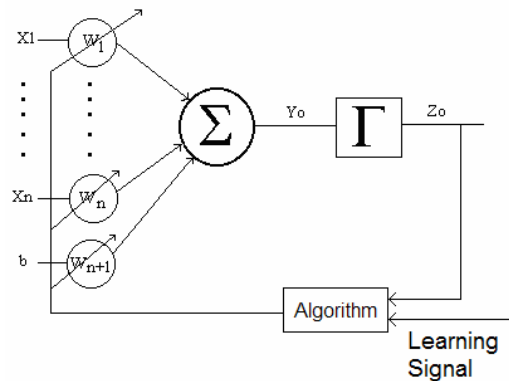 X1
W1
Xn
Wn
b
Wn+1
Σ
Yo
Γ
Zo
Algorithm
Learning
Signal